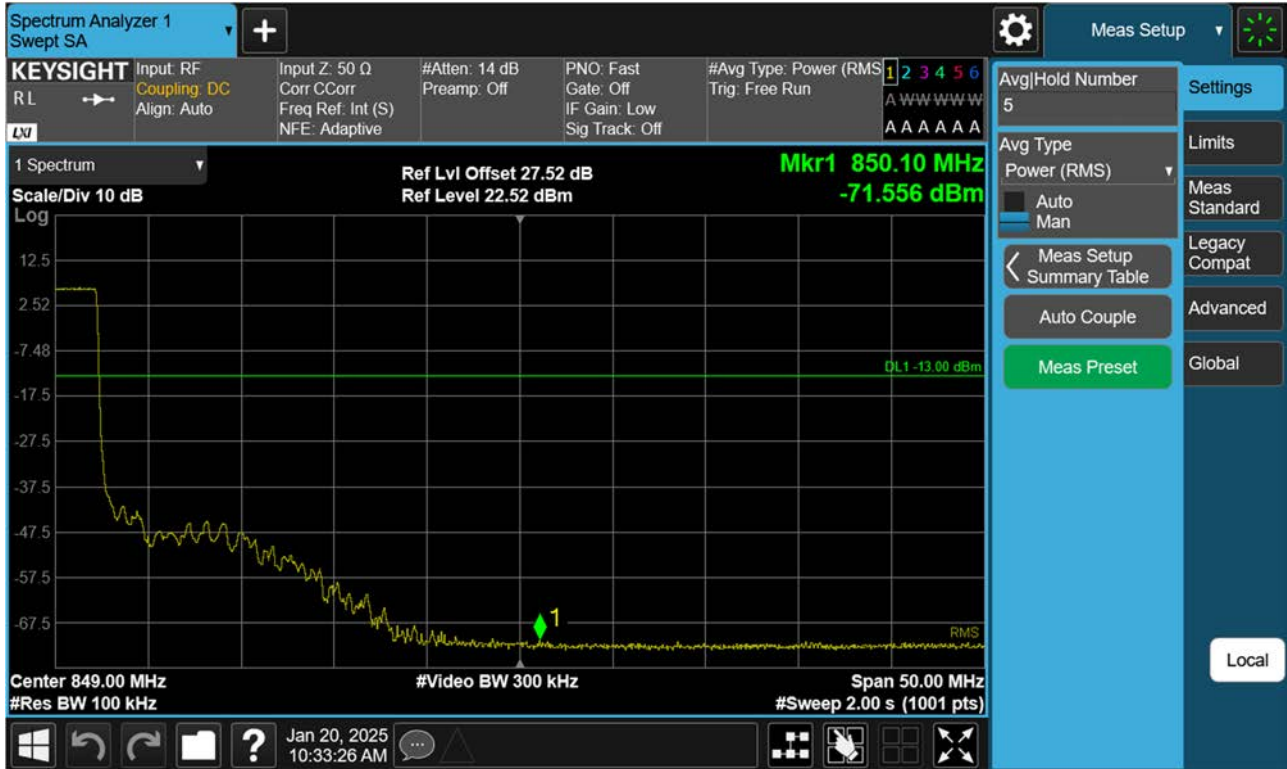 Spectrum Analyzer 1
Swept SA
Meas Setup
KEYSIGHT
RL
LXI
Input: RF
Coupling: DC
Align: Auto
Input Z: 50 Ω
Corr CCorr
Freq Ref: Int (S)
NFE: Adaptive
#Atten: 14 dB
Preamp: Off
PNO: Fast
Gate: Off
IF Gain: Low
Sig Track: Off
#Avg Type: Power (RMS
Trig: Free Run
1 2 3 4 5 6
A W W W W W
A A A A A A
1 Spectrum
Scale/Div 10 dB
Ref Lvl Offset 27.52 dB
Ref Level 22.52 dBm
Mkr1 850.10 MHz
-71.556 dBm
Log
12.5
2.52
-7.48
DL1 -13.00 dBm
-17.5
-27.5
-37.5
-47.5
-57.5
-67.5
1
RMS
Center 849.00 MHz
#Res BW 100 kHz
#Video BW 300 kHz
Span 50.00 MHz
#Sweep 2.00 s (1001 pts)
Avg|Hold Number
5
Avg Type
Power (RMS)
Auto
Man
Meas Setup
Summary Table
Auto Couple
Meas Preset
Settings
Limits
Meas
Standard
Legacy
Compat
Advanced
Global
Local
?
Jan 20, 2025
10:33:26 AM